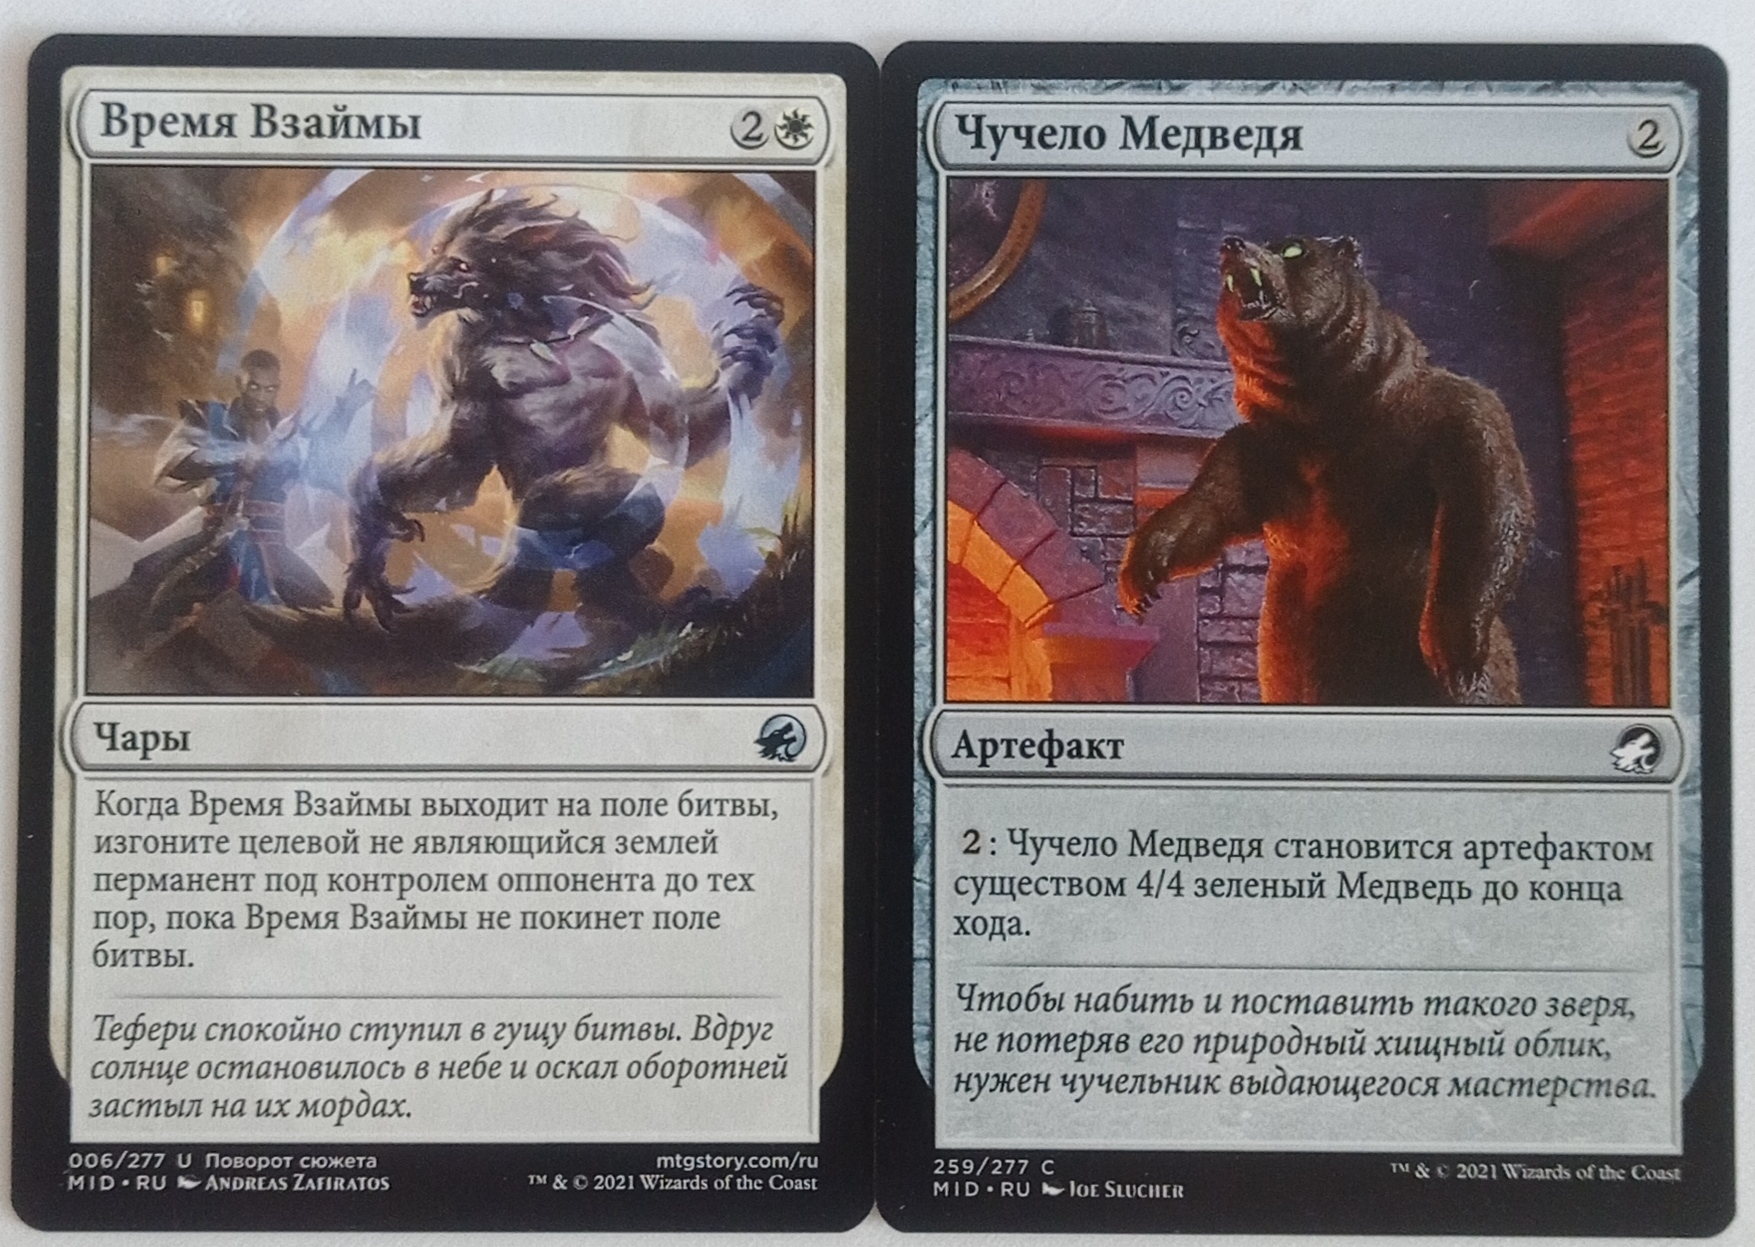 Время Взаймы
2
Чары
Когда Время Взаймы выходит на поле битвы,
изгоните целевой не являющийся землей
перманент под контролем оппонента до тех
пор, пока Время Взаймы не покинет поле
битвы.
Тефери спокойно ступил в гущу битвы. Вдруг
солнце остановилось в небе и оскал оборотней
застыл на их мордах.
006/277 U Поворот сюжета
mtgstory.com/ru
MID • RU ANDREAS ZAFIRATOS
™ & © 2021 Wizards of the Coast
Чучело Медведя
2
Артефакт
2: Чучело Медведя становится артефактом
существом 4/4 зеленый Медведь до конца
хода.
Чтобы набить и поставить такого зверя,
не потеряв его природный хищный облик,
нужен чучельник выдающегося мастерства.
259/277 C
MID • RU JOE SLUCHER
™ & © 2021 Wizards of the Coast